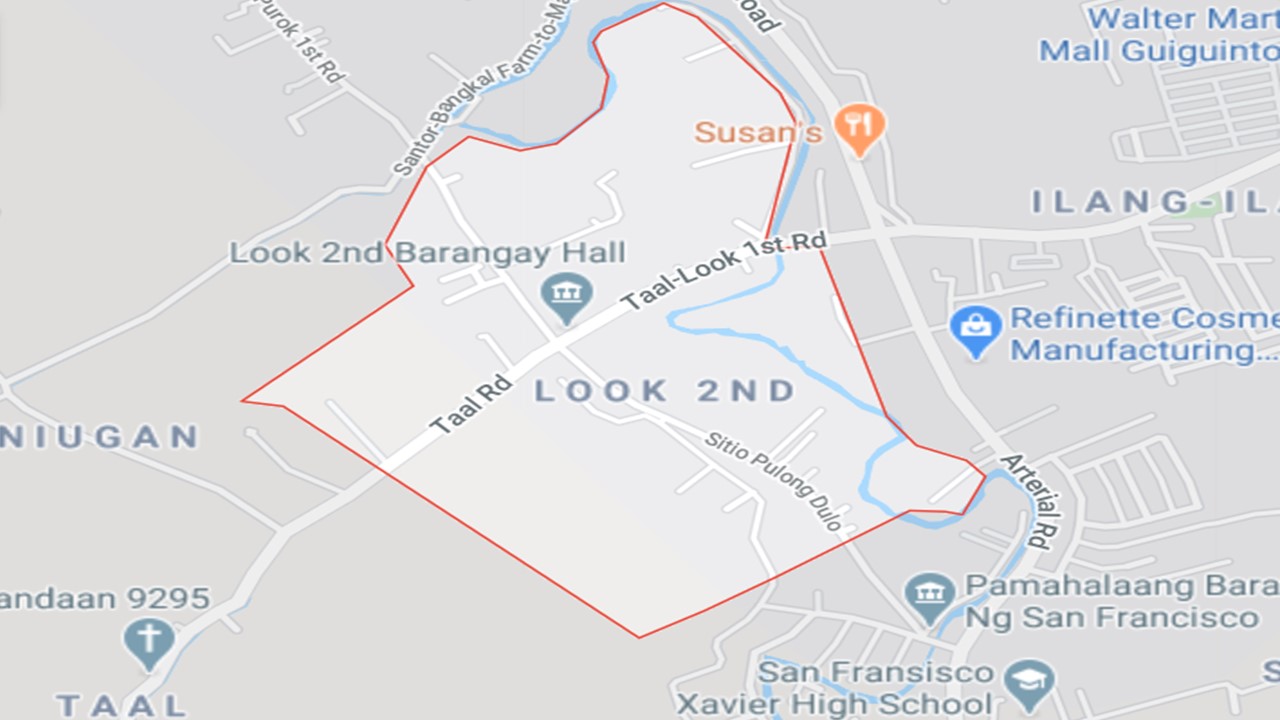 Purok 1st Rd
Santor-Bangkal Farm-to-Ma
oad
Walter Mart
Mall Guiguinto
Susan's
ILANG-ILA
Look 2nd Barangay Hall
Taal-Look 1st Rd
Refinette Cosme
Manufacturing...
LOOK 2ND
Taal Rd
NIUGAN
Sitio Pulong Dulo
Arterial Rd
andaan 9295
Pamahalaang Bara
Ng San Francisco
TAAL
San Fransisco
Xavier High School
S